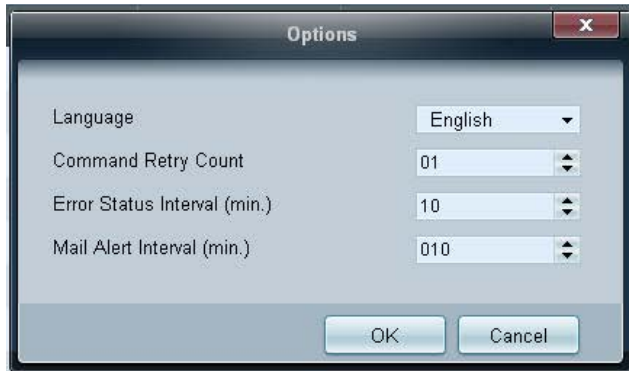 Options
Language English
Command Retry Count 01
Error Status Interval (min.) 10
Mail Alert Interval (min.) 010
OK Cancel